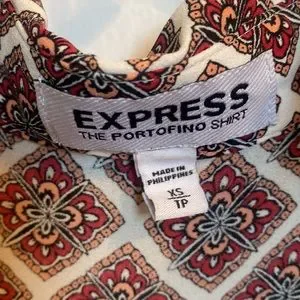 EXPRESS
THE PORTOFINO SHIRT
MADE IN
PHILIPPINES
XS
TP